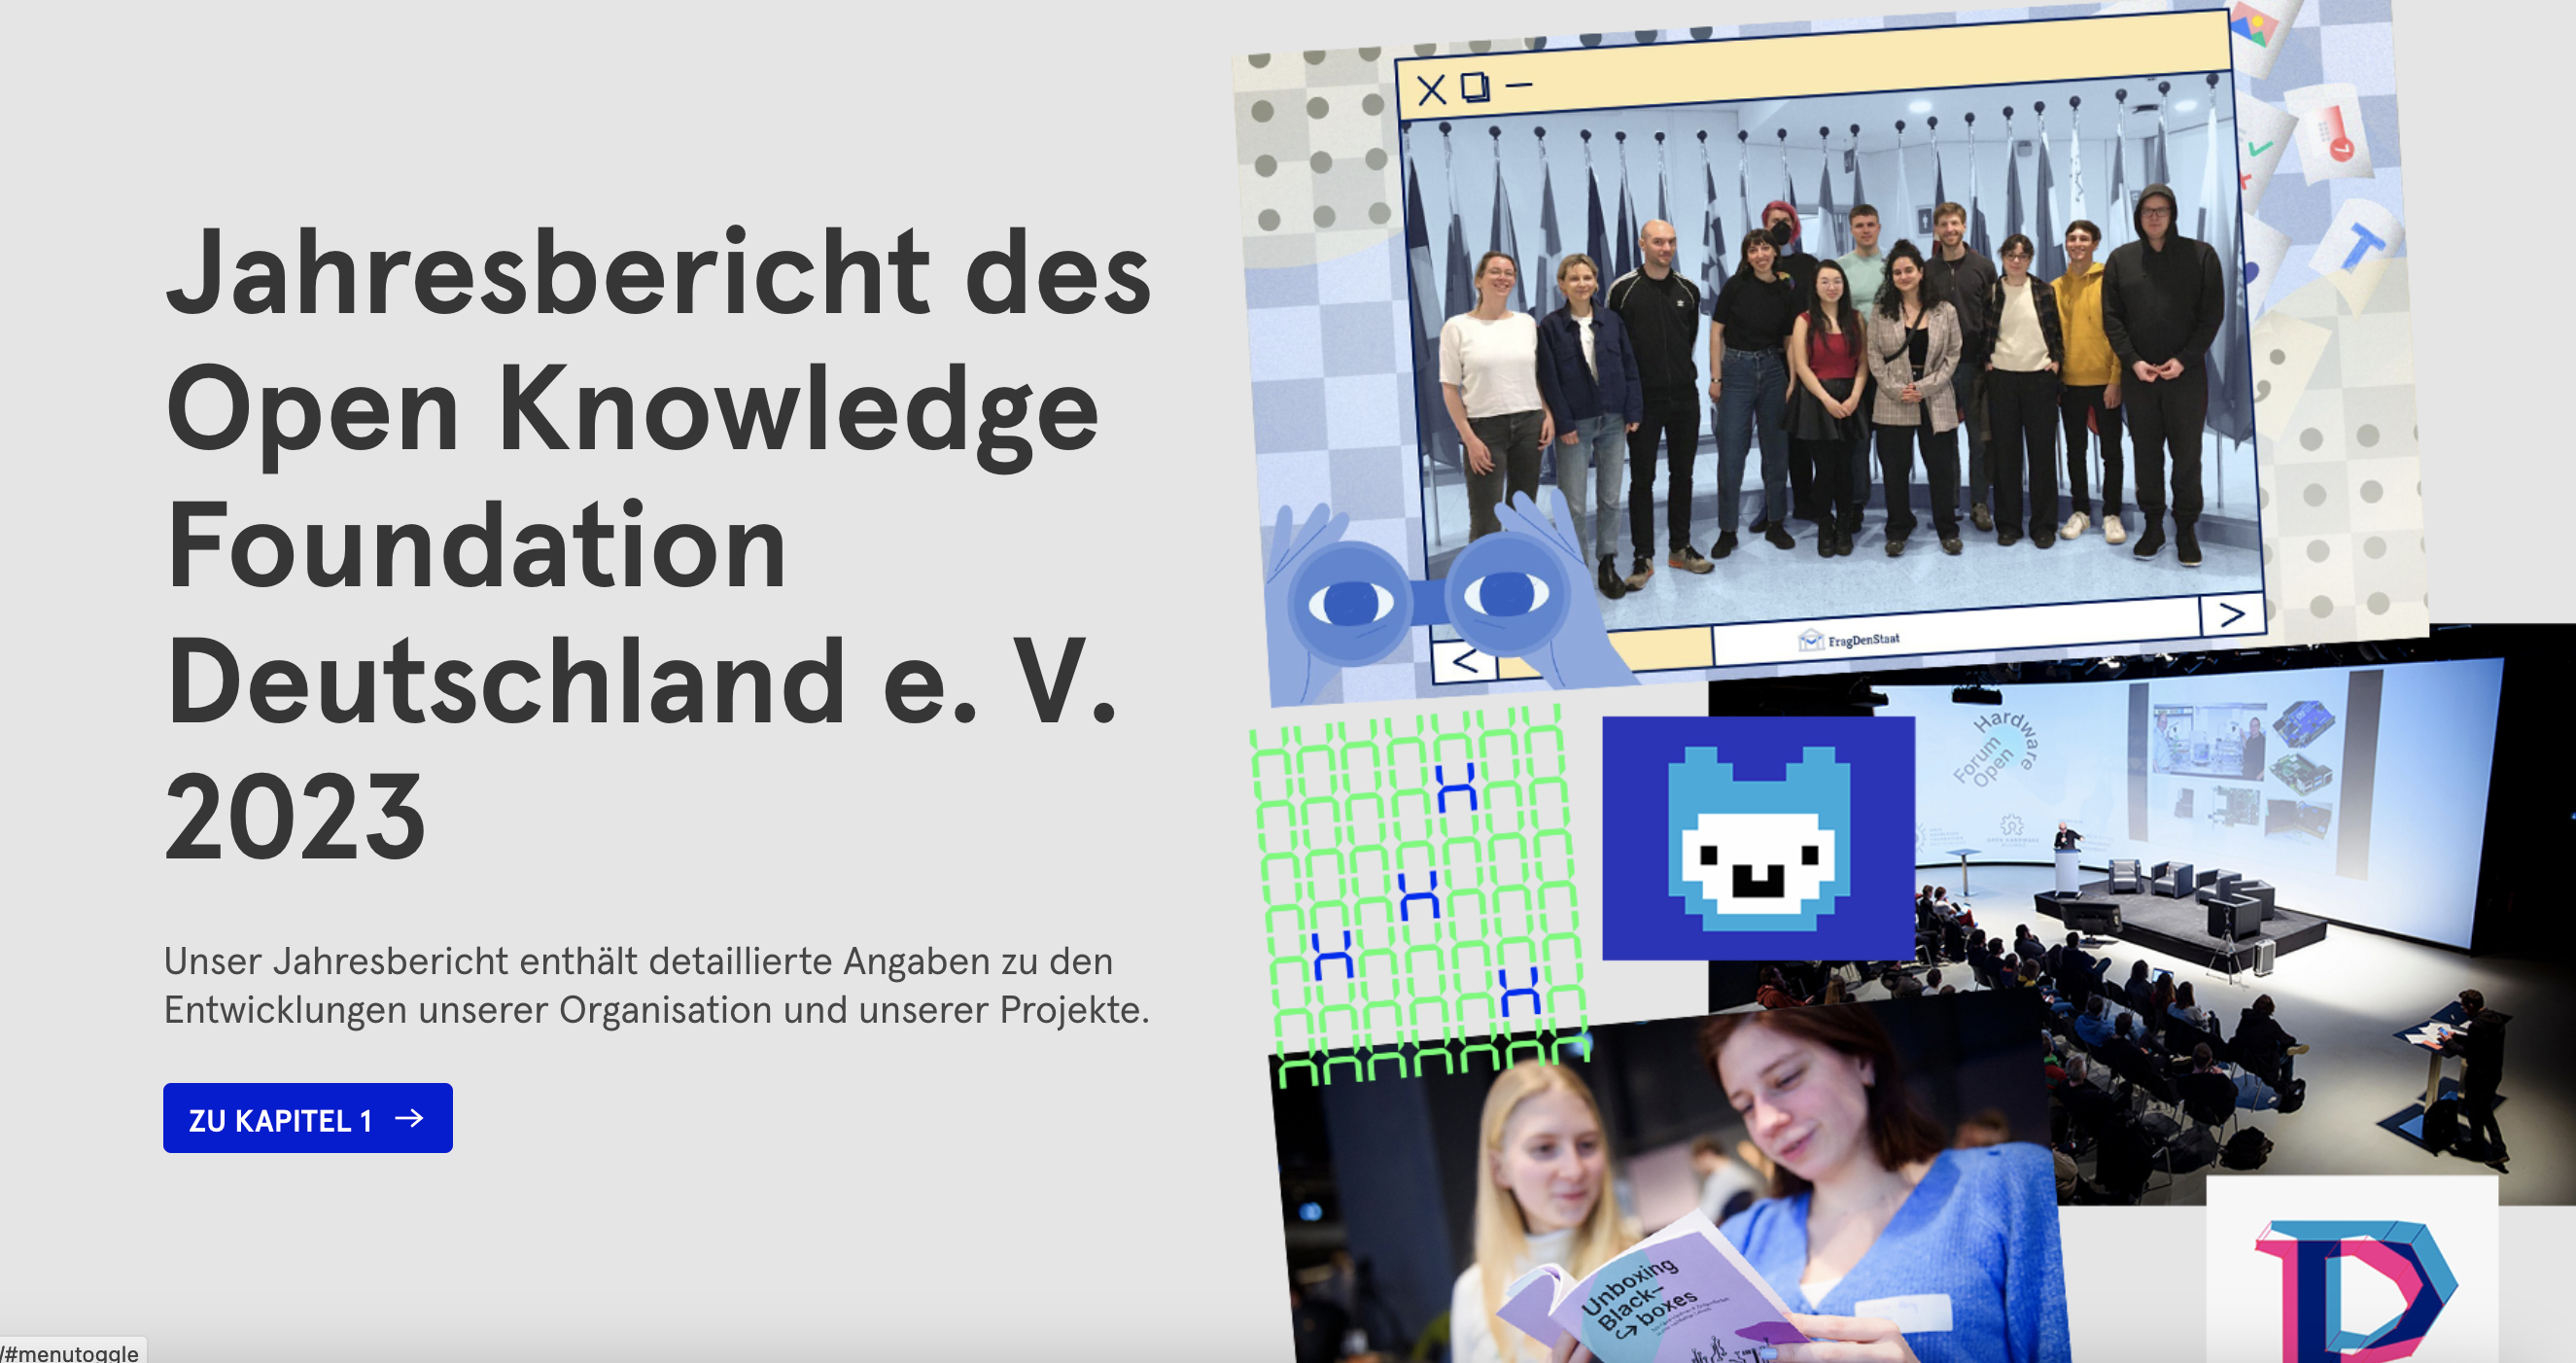 Jahresbericht des
Open Knowledge
Foundation
Deutschland e. V.
2023
Unser Jahresbericht enthält detaillierte Angaben zu den
Entwicklungen unserer Organisation und unserer Projekte.
ZU KAPITEL 1 →
/#menutoggle
FragDenStaat
Forum
Open
Hardware
Unboxing
Black–
boxes